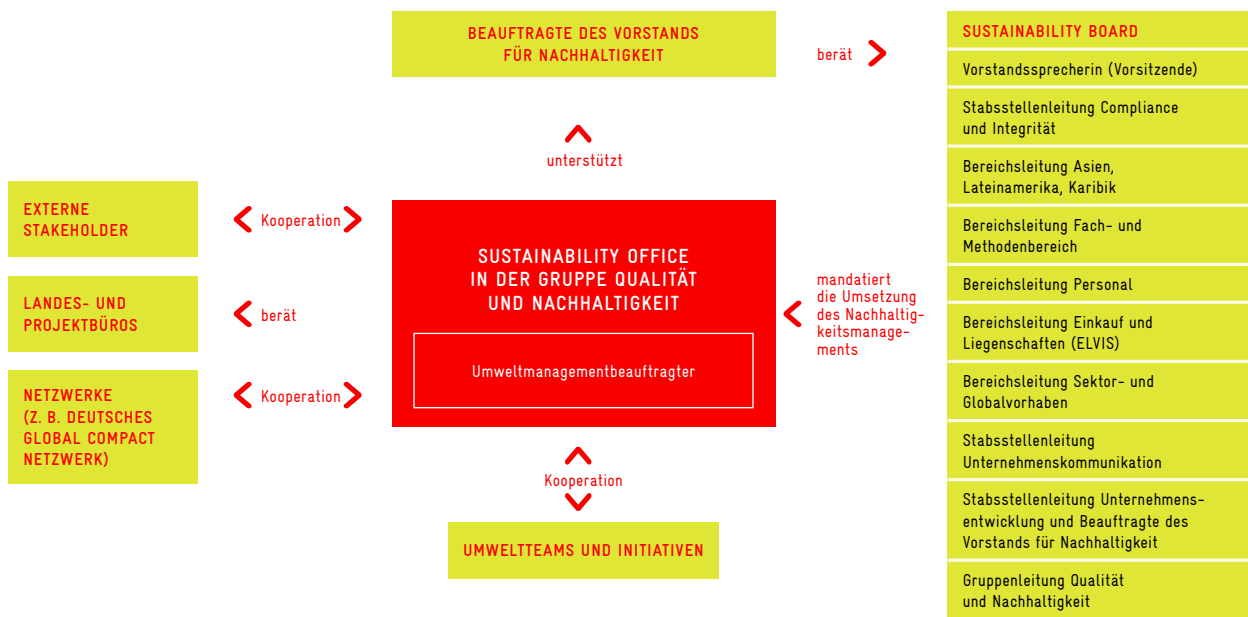 BEAUFTRAGTE DES VORSTANDS
FÜR NACHHALTIGKEIT
berät
unterstützt
EXTERNE
STAKEHOLDER
Kooperation
LANDES- UND
PROJEKTBÜROS
berät
NETZWERKE
(Z. B. DEUTSCHES
GLOBAL COMPACT
NETZWERK)
Kooperation
SUSTAINABILITY OFFICE
IN DER GRUPPE QUALITÄT
UND NACHHALTIGKEIT
Umweltmanagementbeauftragter
mandatiert
die Umsetzung
des Nachhaltig-
keitsmanage-
ments
Kooperation
UMWELTTEAMS UND INITIATIVEN
SUSTAINABILITY BOARD
Vorstandssprecherin (Vorsitzende)
Stabsstellenleitung Compliance
und Integrität
Bereichsleitung Asien,
Lateinamerika, Karibik
Bereichsleitung Fach- und
Methodenbereich
Bereichsleitung Personal
Bereichsleitung Einkauf und
Liegenschaften (ELVIS)
Bereichsleitung Sektor- und
Globalvorhaben
Stabsstellenleitung
Unternehmenskommunikation
Stabsstellenleitung Unternehmens-
entwicklung und Beauftragte des
Vorstands für Nachhaltigkeit
Gruppenleitung Qualität
und Nachhaltigkeit